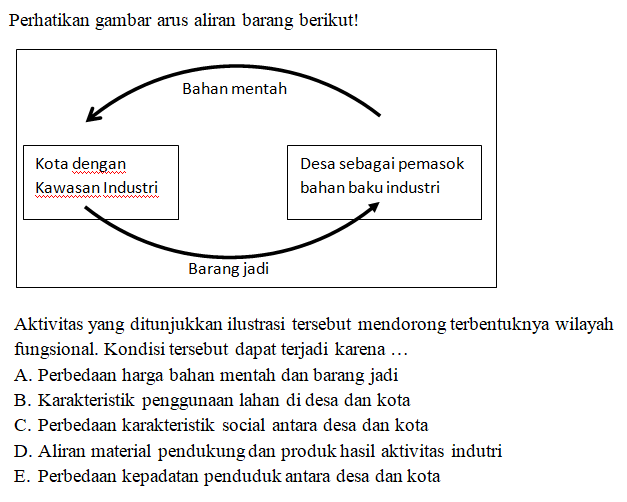 Perhatikan gambar arus aliran barang berikut!
Bahan mentah
Kota dengan
Kawasan Industri
Desa sebagai pemasok
bahan baku industri
Barang jadi
Aktivitas yang ditunjukkan ilustrasi tersebut mendorong terbentuknya wilayah
fungsional. Kondisi tersebut dapat terjadi karena …
A. Perbedaan harga bahan mentah dan barang jadi
B. Karakteristik penggunaan lahan di desa dan kota
C. Perbedaan karakteristik social antara desa dan kota
D. Aliran material pendukung dan produk hasil aktivitas indutri
E. Perbedaan kepadatan penduduk antara desa dan kota